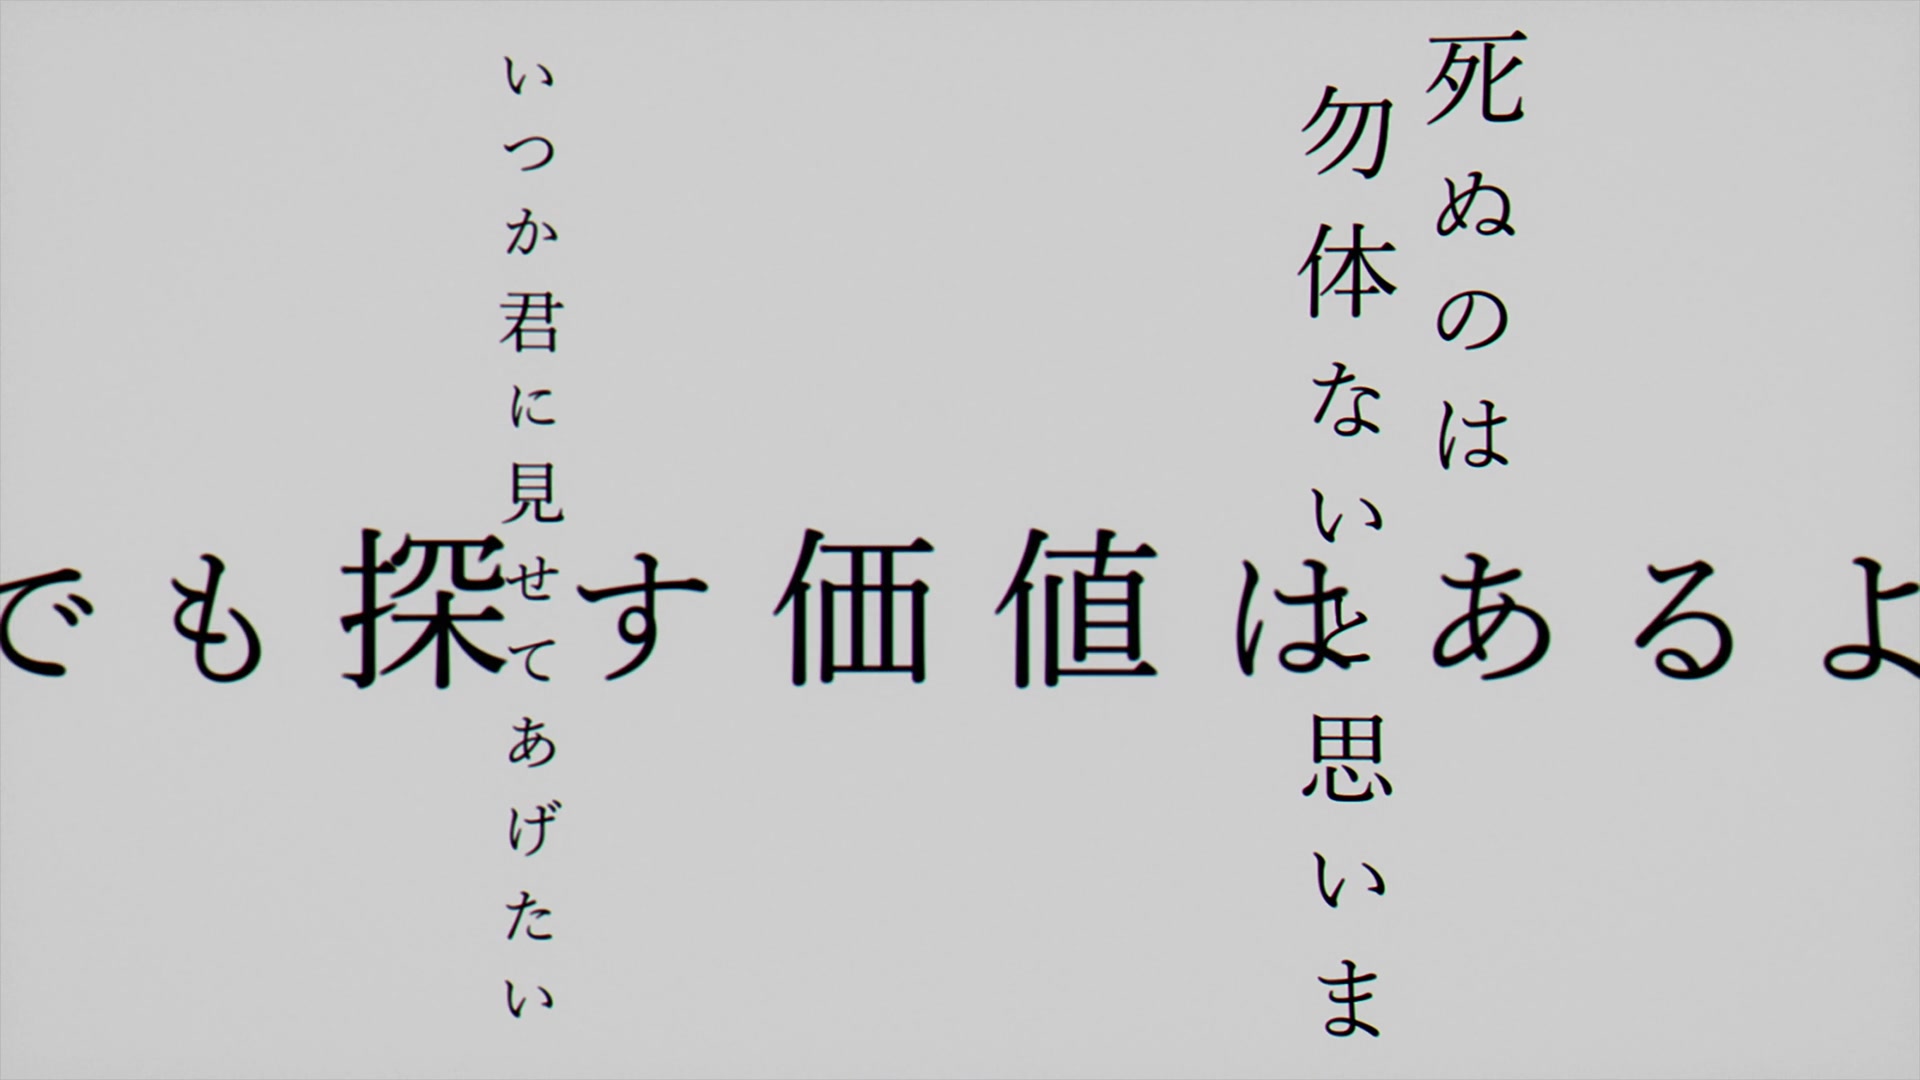 死ぬのは
勿体ないと思いま
いつか君に見せてあげたい
でも探す価値はあるよ